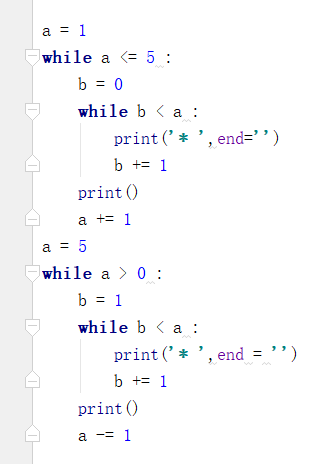 a = 1
while a <= 5 :
    b = 0
    while b < a :
        print('* ',end='')
        b += 1
    print()
    a += 1
a = 5
while a > 0 :
    b = 1
    while b < a :
        print('* ',end = '')
        b += 1
    print()
    a -= 1